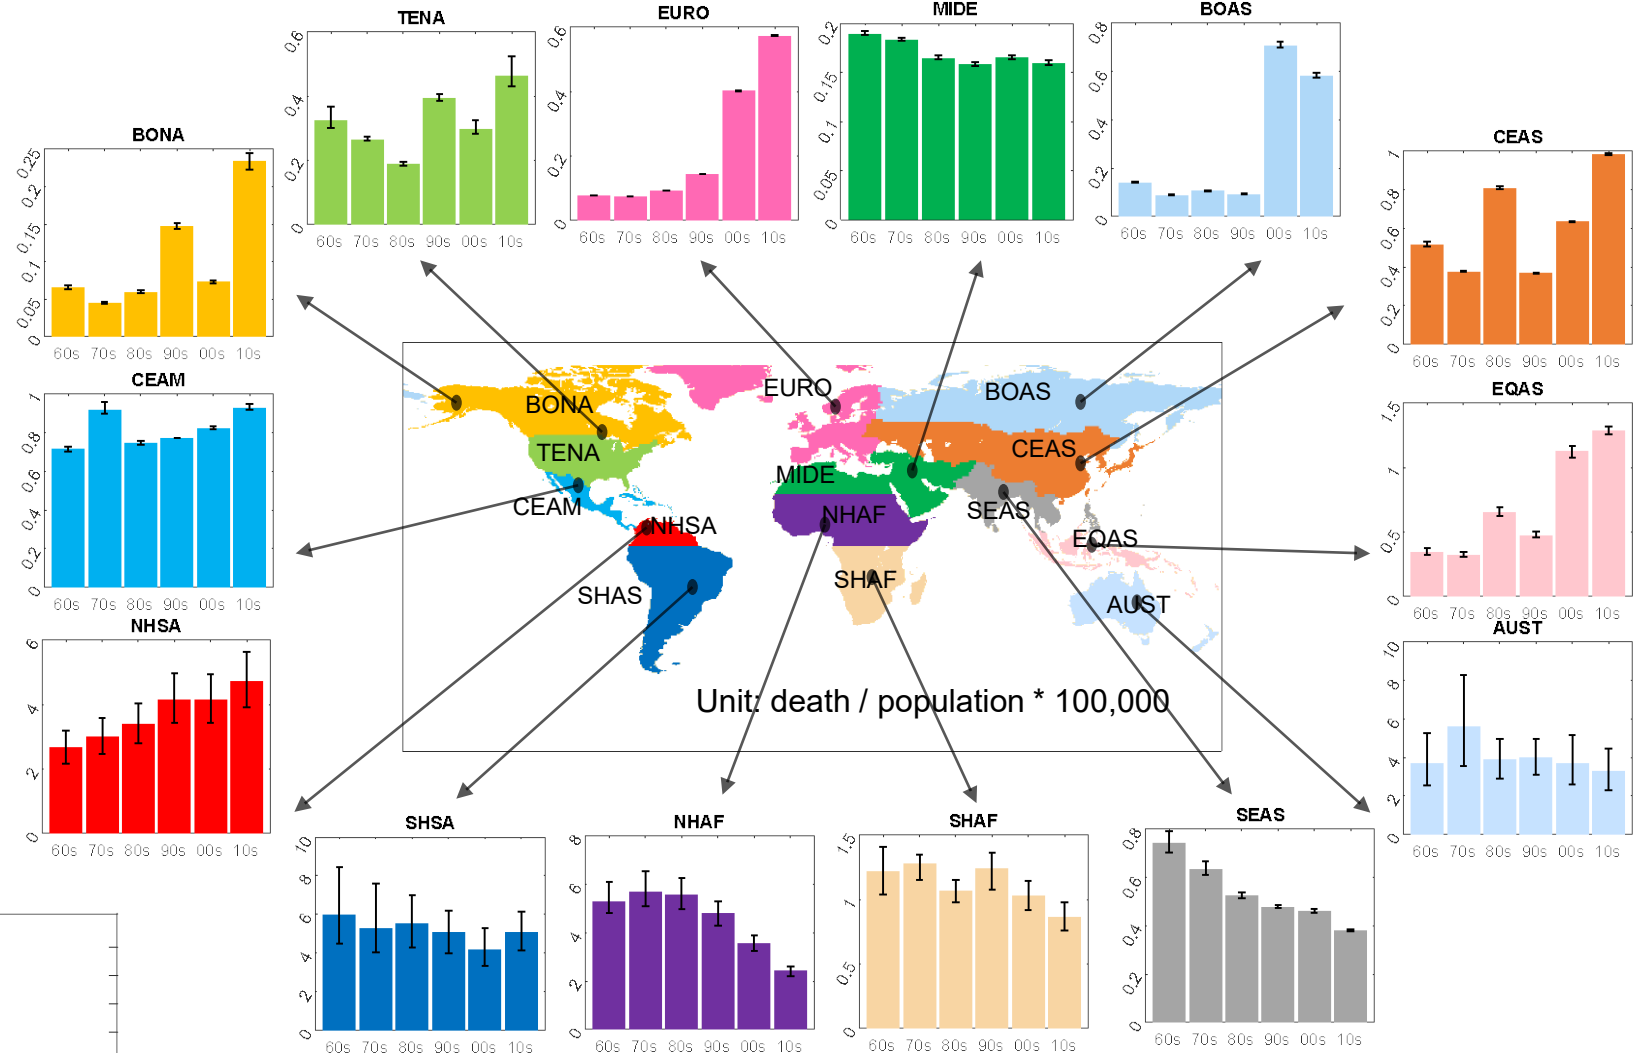 TENA
0.6
0.4
0.2
0
60s 70s 80s 90s 00s 10s
EURO
0.6
0.4
0.2
0
60s 70s 80s 90s 00s 10s
MIDE
0.2
0.15
0.1
0.05
0
60s 70s 80s 90s 00s 10s
BOAS
0.8
0.6
0.4
0.2
0
60s 70s 80s 90s 00s 10s
BONA
0.25
0.2
0.15
0.1
0.05
0
60s 70s 80s 90s 00s 10s
CEAS
1
0.8
0.6
0.4
0.2
0
60s 70s 80s 90s 00s 10s
CEAM
1
0.8
0.6
0.4
0.2
0
60s 70s 80s 90s 00s 10s
EURO
BOAS
BONA
TENA
CEAS
MIDE
CEAM
SEAS
NHAF
NHSA
EQAS
SHAF
SHAS
AUST
Unit: death / population * 100,000
EQAS
1.5
1
0.5
0
60s 70s 80s 90s 00s 10s
NHSA
6
4
2
0
60s 70s 80s 90s 00s 10s
AUST
10
8
6
4
2
0
60s 70s 80s 90s 00s 10s
SHSA
10
8
6
4
2
0
60s 70s 80s 90s 00s 10s
NHAF
8
6
4
2
0
60s 70s 80s 90s 00s 10s
SHAF
1.5
1
0.5
0
60s 70s 80s 90s 00s 10s
SEAS
0.8
0.6
0.4
0.2
0
60s 70s 80s 90s 00s 10s